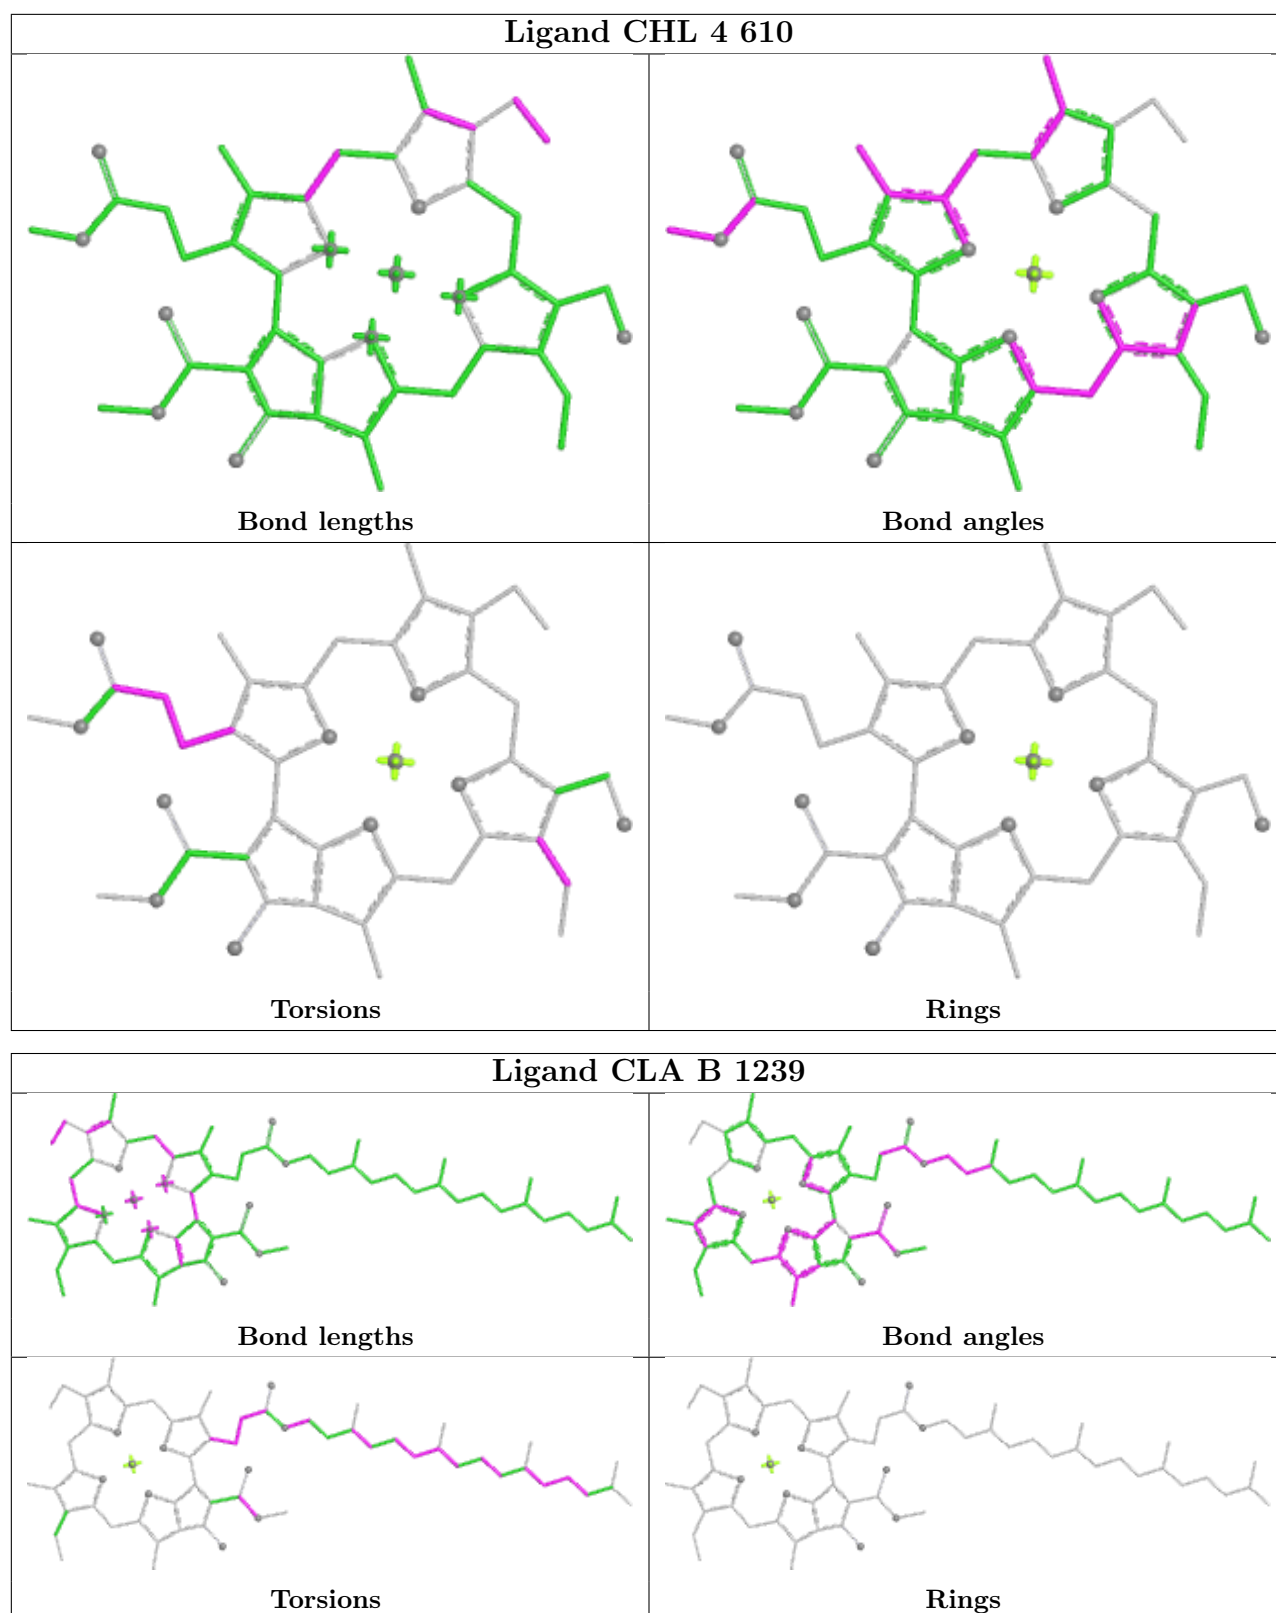 Ligand CHL 4 610
Bond lengths
Bond angles
Torsions
Rings
Ligand CLA B 1239
Bond lengths
Bond angles
Torsions
Rings